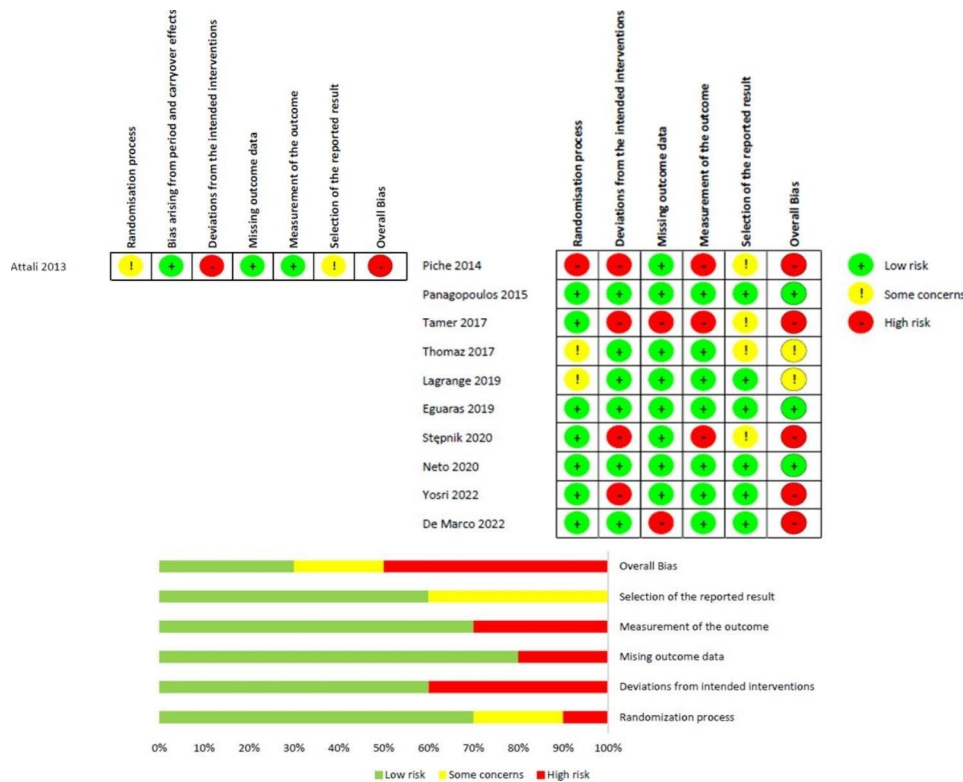 Randomisation process
Bias arising from period and carryover effects
Deviations from the intended interventions
Missing outcome data
Measurement of the outcome
Selection of the reported result
Overall Bias
Attali 2013
! + - + + ! -
Randomisation process
Deviations from the intended interventions
Missing outcome data
Measurement of the outcome
Selection of the reported result
Overall Bias
Piche 2014 - - + - ! -
Panagopoulos 2015 + + + + + +
Tamer 2017 + - - - ! -
Thomaz 2017 ! + + + ! !
Lagrange 2019 ! + + + + !
Eguaras 2019 + + + + + +
Stępnik 2020 + - + - ! -
Neto 2020 + + + + + +
Yosri 2022 + - + + + -
De Marco 2022 + + - + + -
+ Low risk
! Some concerns
- High risk
Overall Bias
Selection of the reported result
Measurement of the outcome
Mising outcome data
Deviations from intended interventions
Randomization process
0% 10% 20% 30% 40% 50% 60% 70% 80% 90% 100%
Low risk Some concerns High risk